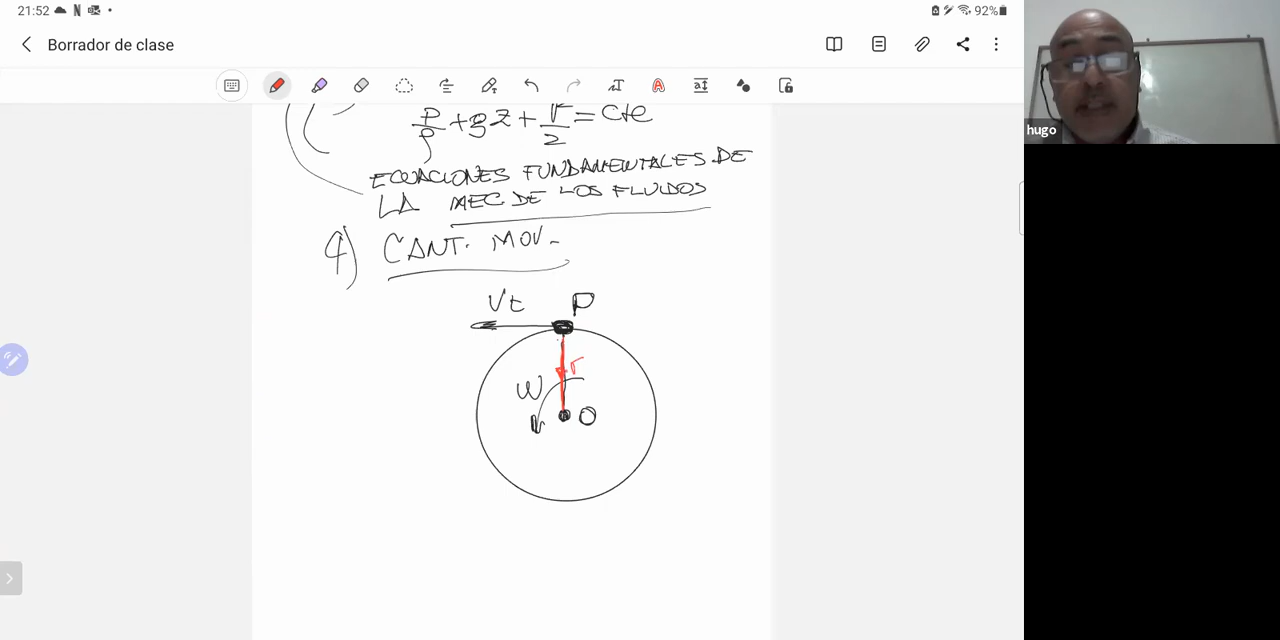 21:52
92%
Borrador de clase
hugo
P/ρ + gz + V/2 = Cte
ECUACIONES FUNDAMENTALES DE
LA MEC. DE LOS FLUIDOS
4) CANT. MOV.
Vt P
r
W
O